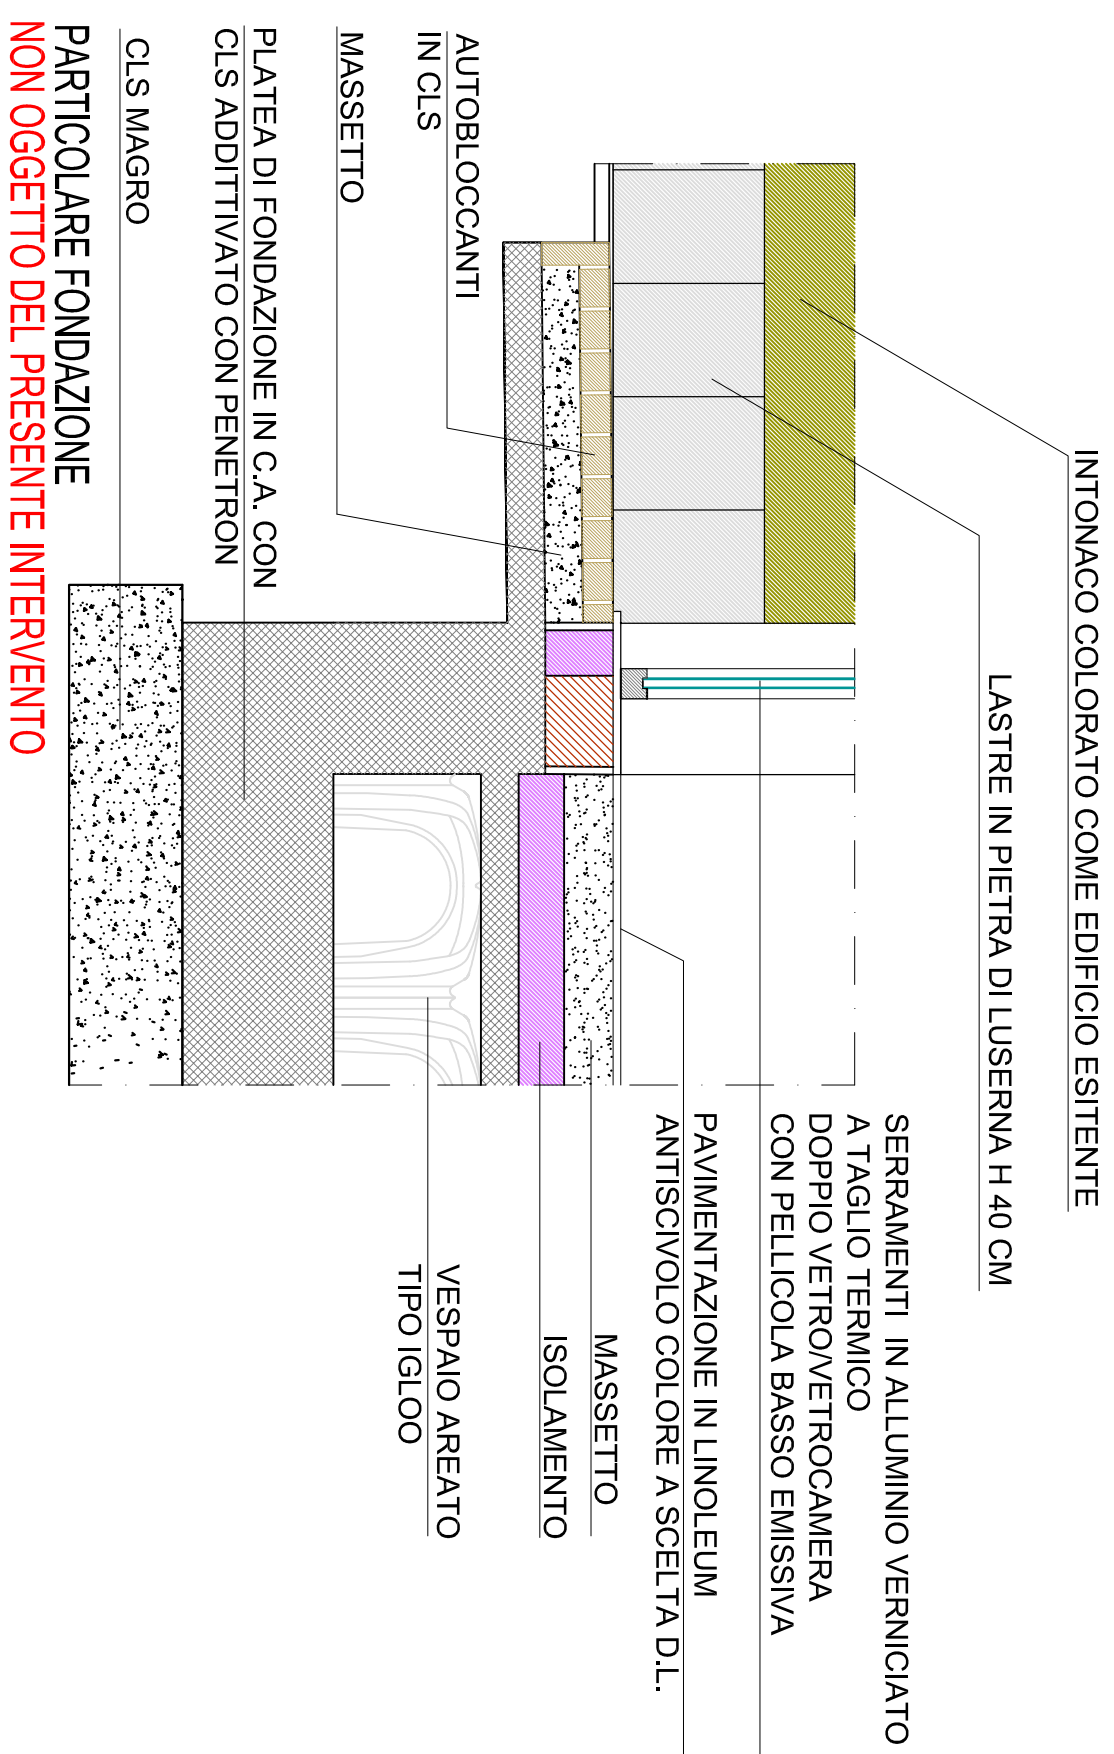 INTONACO COLORATO COME EDIFICIO ESITENTE
LASTRE IN PIETRA DI LUSERNA H 40 CM
SERRAMENTI IN ALLUMINIO VERNICIATO
A TAGLIO TERMICO
DOPPIO VETRO/VETROCAMERA
CON PELLICOLA BASSO EMISSIVA
PAVIMENTAZIONE IN LINOLEUM
ANTISCIVOLO COLORE A SCELTA D.L.
AUTOBLOCCANTI
IN CLS
MASSETTO
MASSETTO
ISOLAMENTO
VESPAIO AREATO
TIPO IGLOO
PLATEA DI FONDAZIONE IN C.A. CON
CLS ADDITTIVATO CON PENETRON
CLS MAGRO
PARTICOLARE FONDAZIONE
NON OGGETTO DEL PRESENTE INTERVENTO